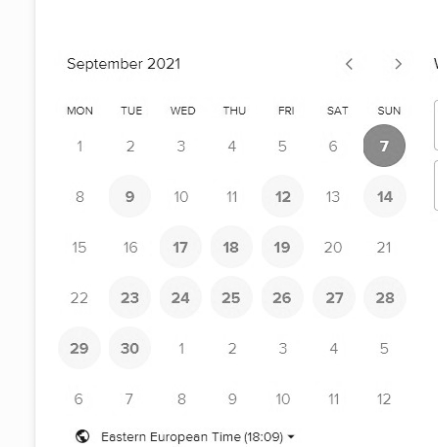 September 2021
MON TUE WED THU FRI SAT SUN
1 2 3 4 5 6 7
8 9 10 11 12 13 14
15 16 17 18 19 20 21
22 23 24 25 26 27 28
29 30 1 2 3 4 5
6 7 8 9 10 11 12
Eastern European Time (18:09)